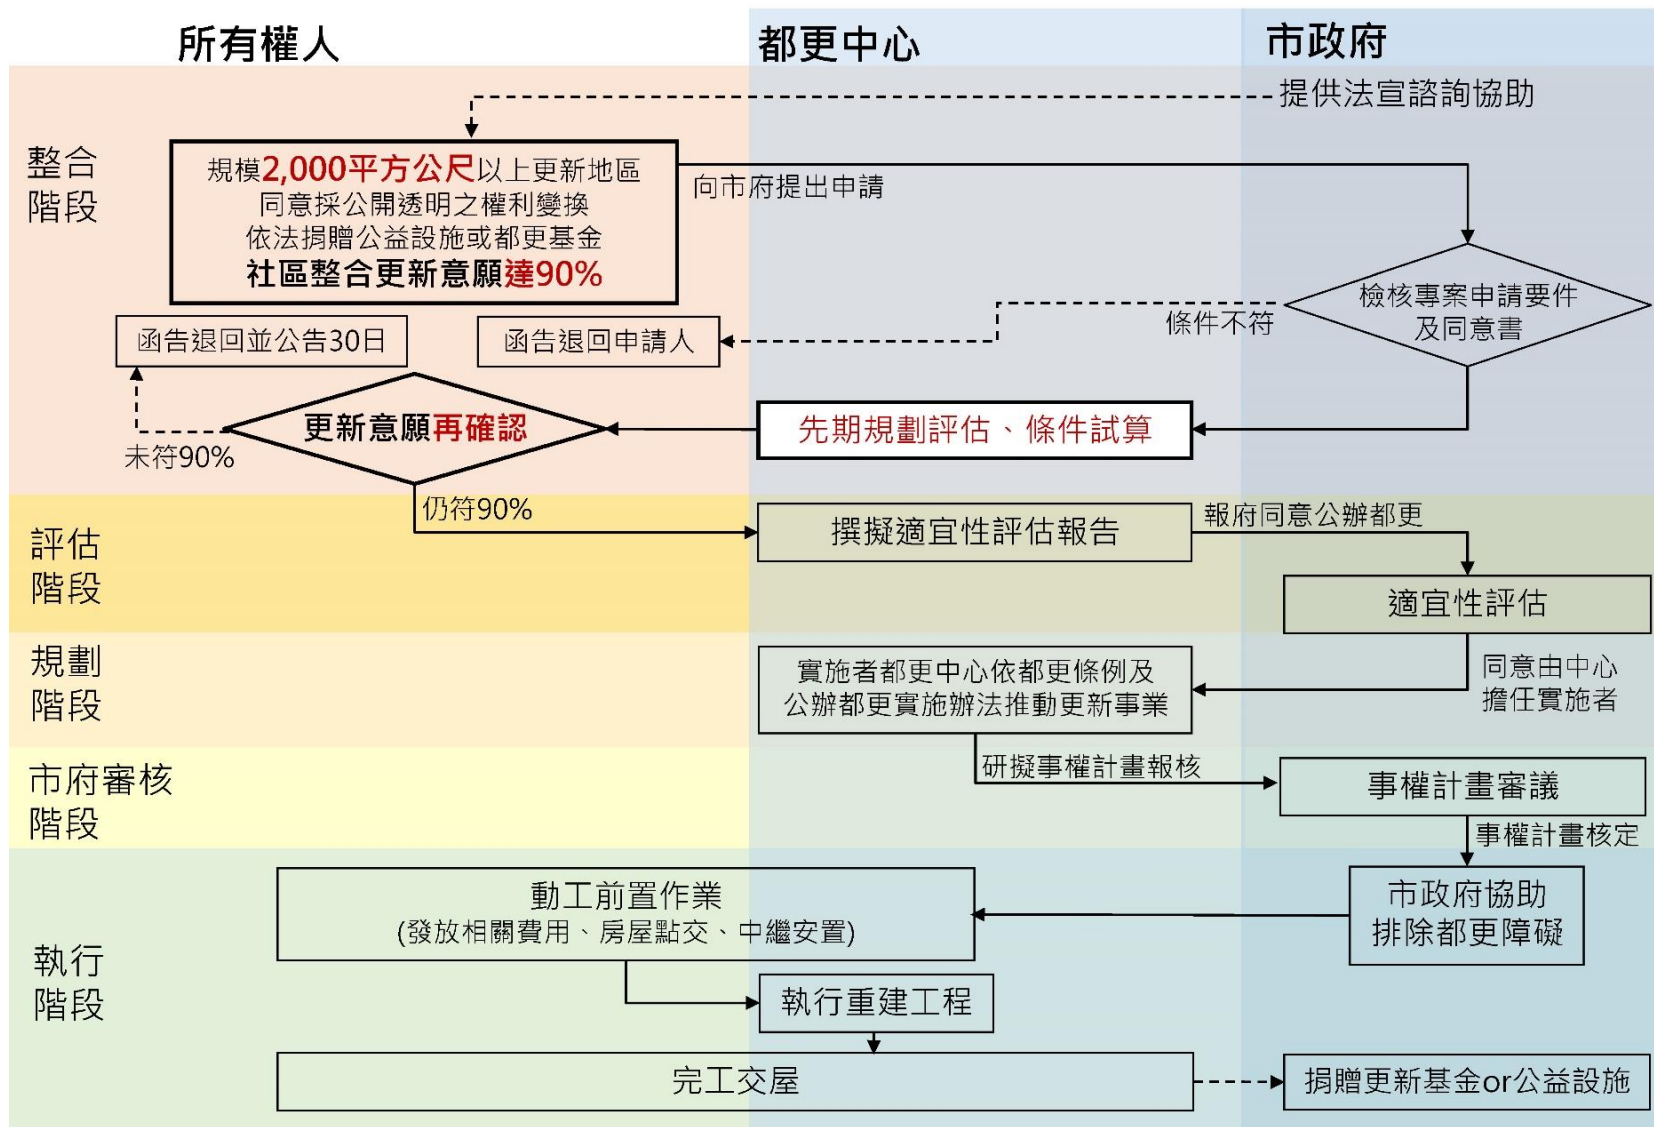 所有權人
都更中心
市政府
提供法宣諮詢協助
整合
階段
規模2,000平方公尺以上更新地區
同意採公開透明之權利變換
依法捐贈公益設施或都更基金
社區整合更新意願達90%
向市府提出申請
檢核專案申請要件
及同意書
條件不符
函告退回並公告30日
函告退回申請人
更新意願再確認
先期規劃評估、條件試算
未符90%
仍符90%
評估
階段
撰擬適宜性評估報告
報府同意公辦都更
適宜性評估
規劃
階段
實施者都更中心依都更條例及
公辦都更實施辦法推動更新事業
同意由中心
擔任實施者
市府審核
階段
研擬事權計畫報核
事權計畫審議
事權計畫核定
執行
階段
動工前置作業
(發放相關費用、房屋點交、中繼安置)
市政府協助
排除都更障礙
執行重建工程
完工交屋
捐贈更新基金or公益設施